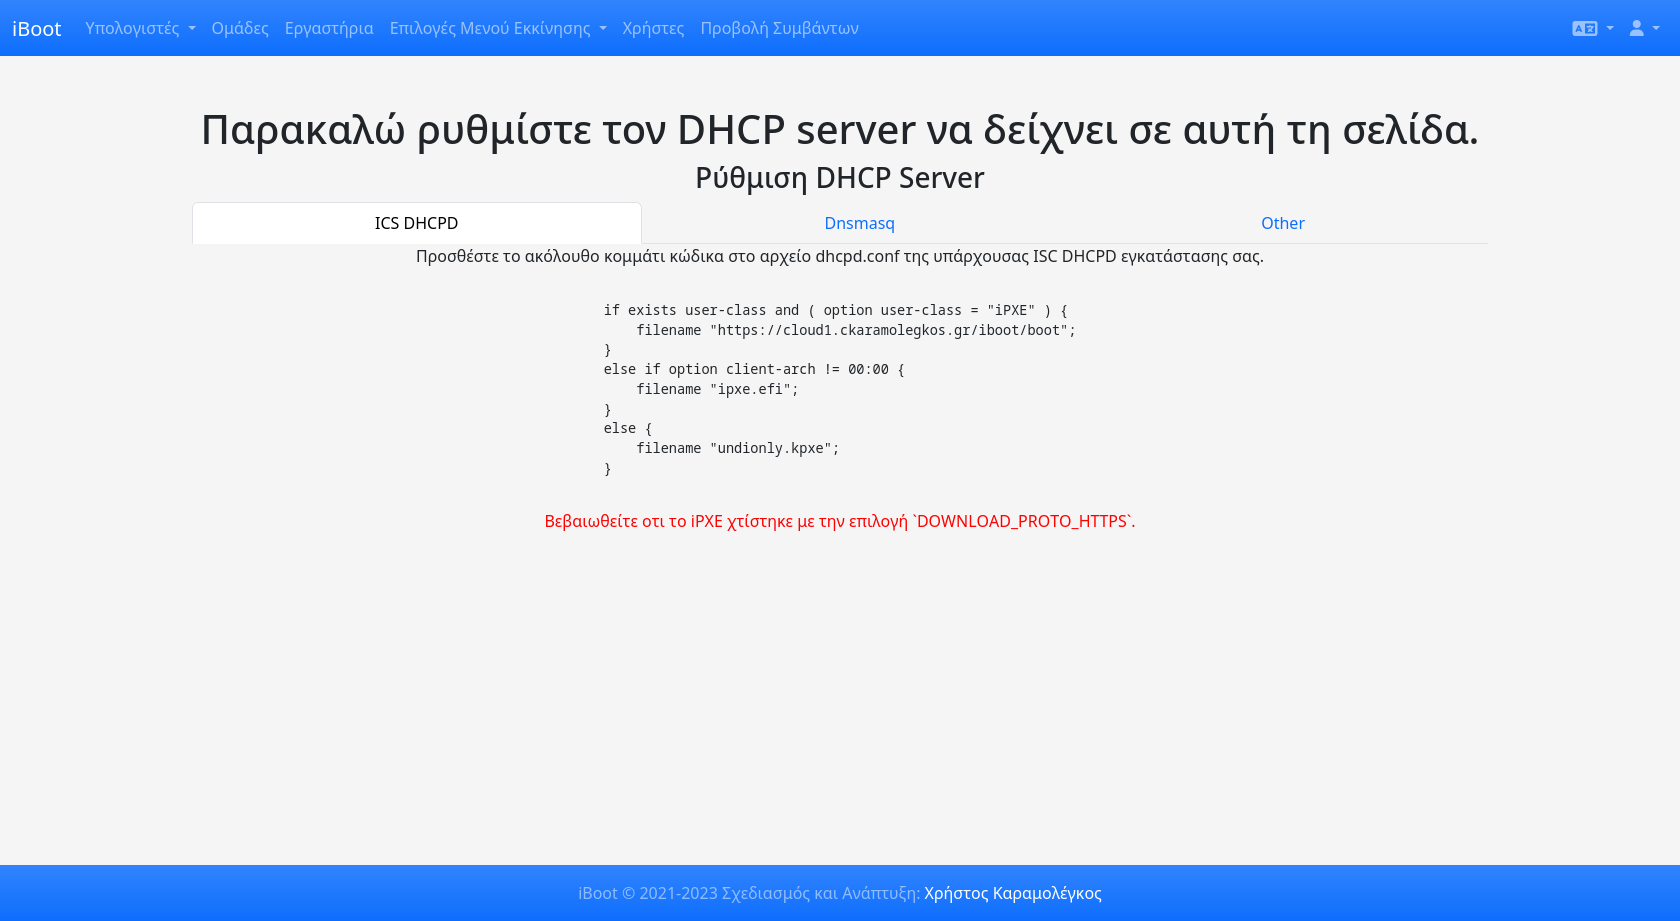 iBoot Υπολογιστές Ομάδες Εργαστήρια Επιλογές Μενού Εκκίνησης Χρήστες Προβολή Συμβάντων
Παρακαλώ ρυθμίστε τον DHCP server να δείχνει σε αυτή τη σελίδα.
Ρύθμιση DHCP Server
ICS DHCPD Dnsmasq Other
Προσθέστε το ακόλουθο κομμάτι κώδικα στο αρχείο dhcpd.conf της υπάρχουσας ISC DHCPD εγκατάστασης σας.
if exists user-class and ( option user-class = "iPXE" ) {
    filename "https://cloud1.ckaramolegkos.gr/iboot/boot";
}
else if option client-arch != 00:00 {
    filename "ipxe.efi";
}
else {
    filename "undionly.kpxe";
}
Βεβαιωθείτε οτι το iPXE χτίστηκε με την επιλογή `DOWNLOAD_PROTO_HTTPS`.
iBoot © 2021-2023 Σχεδιασμός και Ανάπτυξη: Χρήστος Καραμολέγκος